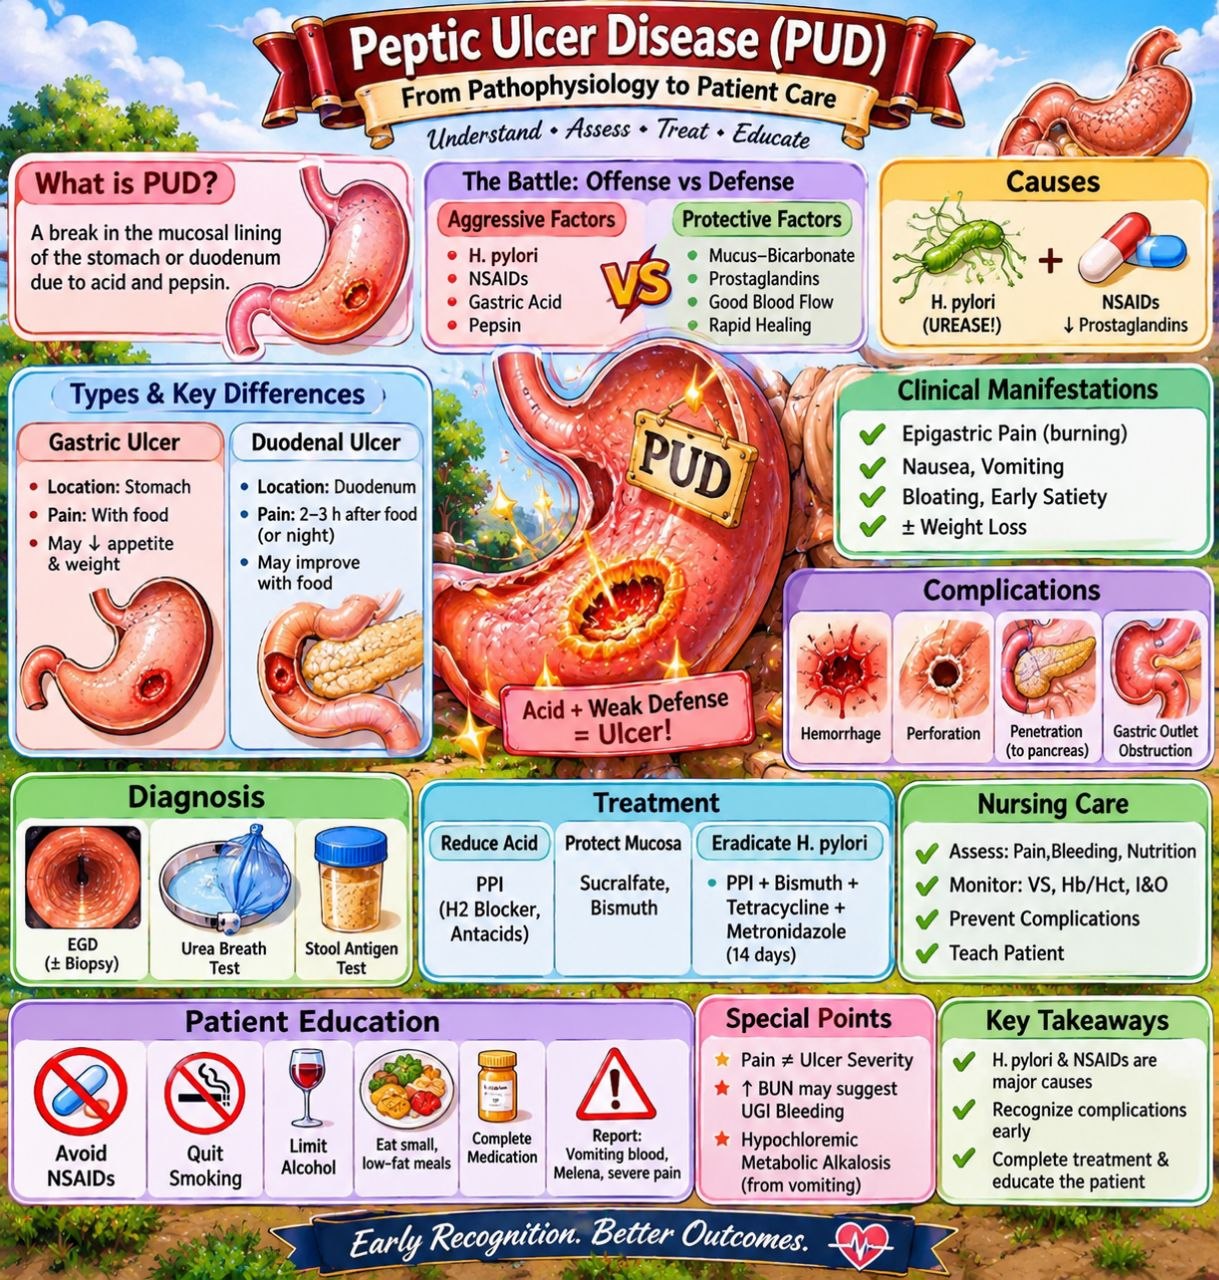 Peptic Ulcer Disease (PUD)
From Pathophysiology to Patient Care
Understand • Assess • Treat • Educate
What is PUD?
A break in the mucosal lining
of the stomach or duodenum
due to acid and pepsin.
The Battle: Offense vs Defense
Aggressive Factors
• H. pylori
• NSAIDs
• Gastric Acid
• Pepsin
VS
Protective Factors
• Mucus–Bicarbonate
• Prostaglandins
• Good Blood Flow
• Rapid Healing
Causes
H. pylori
(UREASE!)
+
NSAIDs
↓ Prostaglandins
Types & Key Differences
Gastric Ulcer
• Location: Stomach
• Pain: With food
• May ↓ appetite
& weight
Duodenal Ulcer
• Location: Duodenum
• Pain: 2–3 h after food
(or night)
• May improve
with food
PUD
Acid + Weak Defense
= Ulcer!
Clinical Manifestations
✔ Epigastric Pain (burning)
✔ Nausea, Vomiting
✔ Bloating, Early Satiety
✔ ± Weight Loss
Complications
Hemorrhage
Perforation
Penetration
(to pancreas)
Gastric Outlet
Obstruction
Diagnosis
EGD
(± Biopsy)
Urea Breath
Test
Stool Antigen
Test
Treatment
Reduce Acid
PPI
(H2 Blocker,
Antacids)
Protect Mucosa
Sucralfate,
Bismuth
Eradicate H. pylori
• PPI + Bismuth +
Tetracycline +
Metronidazole
(14 days)
Nursing Care
✔ Assess: Pain,Bleeding, Nutrition
✔ Monitor: VS, Hb/Hct, I&O
✔ Prevent Complications
✔ Teach Patient
Patient Education
Avoid
NSAIDs
Quit
Smoking
Limit
Alcohol
Eat small,
low-fat meals
Complete
Medication
Report:
Vomiting blood,
Melena, severe pain
Special Points
★ Pain ≠ Ulcer Severity
★ ↑ BUN may suggest
UGI Bleeding
★ Hypochloremic
Metabolic Alkalosis
(from vomiting)
Key Takeaways
✔ H. pylori & NSAIDs are
major causes
✔ Recognize complications
early
✔ Complete treatment &
educate the patient
Early Recognition. Better Outcomes.